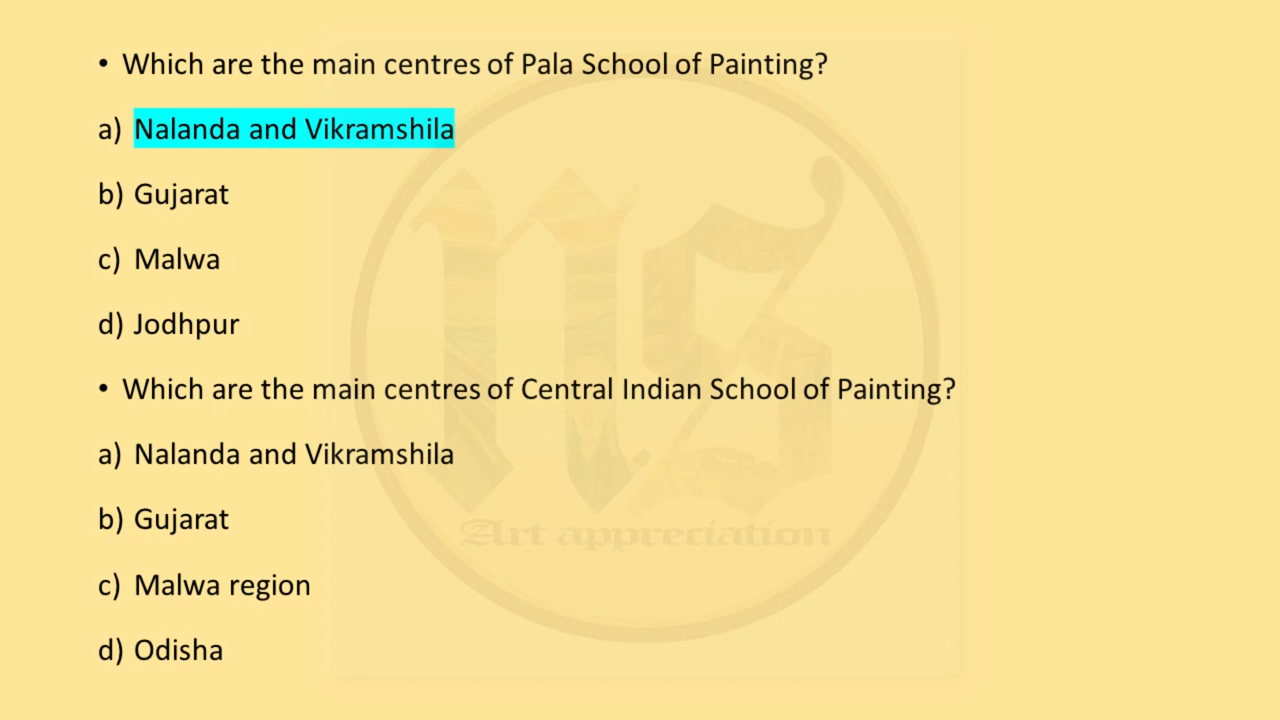 • Which are the main centres of Pala School of Painting?
a) Nalanda and Vikramshila
b) Gujarat
c) Malwa
d) Jodhpur
• Which are the main centres of Central Indian School of Painting?
a) Nalanda and Vikramshila
b) Gujarat
c) Malwa region
d) Odisha
ns
Art appreciation